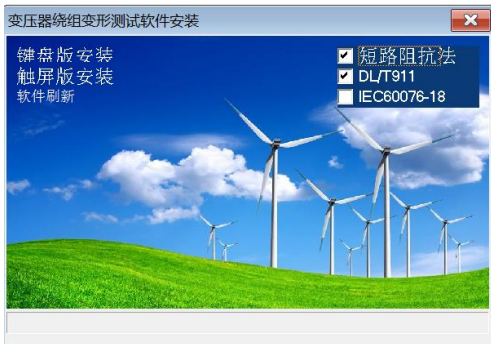 变压器绕组变形测试软件安装
键盘版安装
触屏版安装
软件刷新
短路阻抗法
DL/T911
IEC60076-18